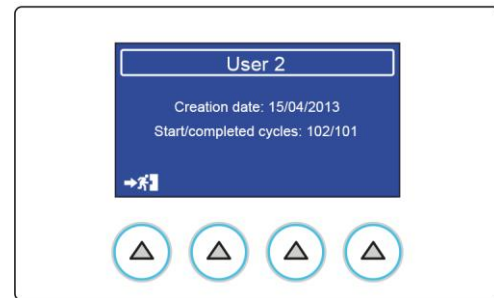 User 2
Creation date: 15/04/2013
Start/completed cycles: 102/101